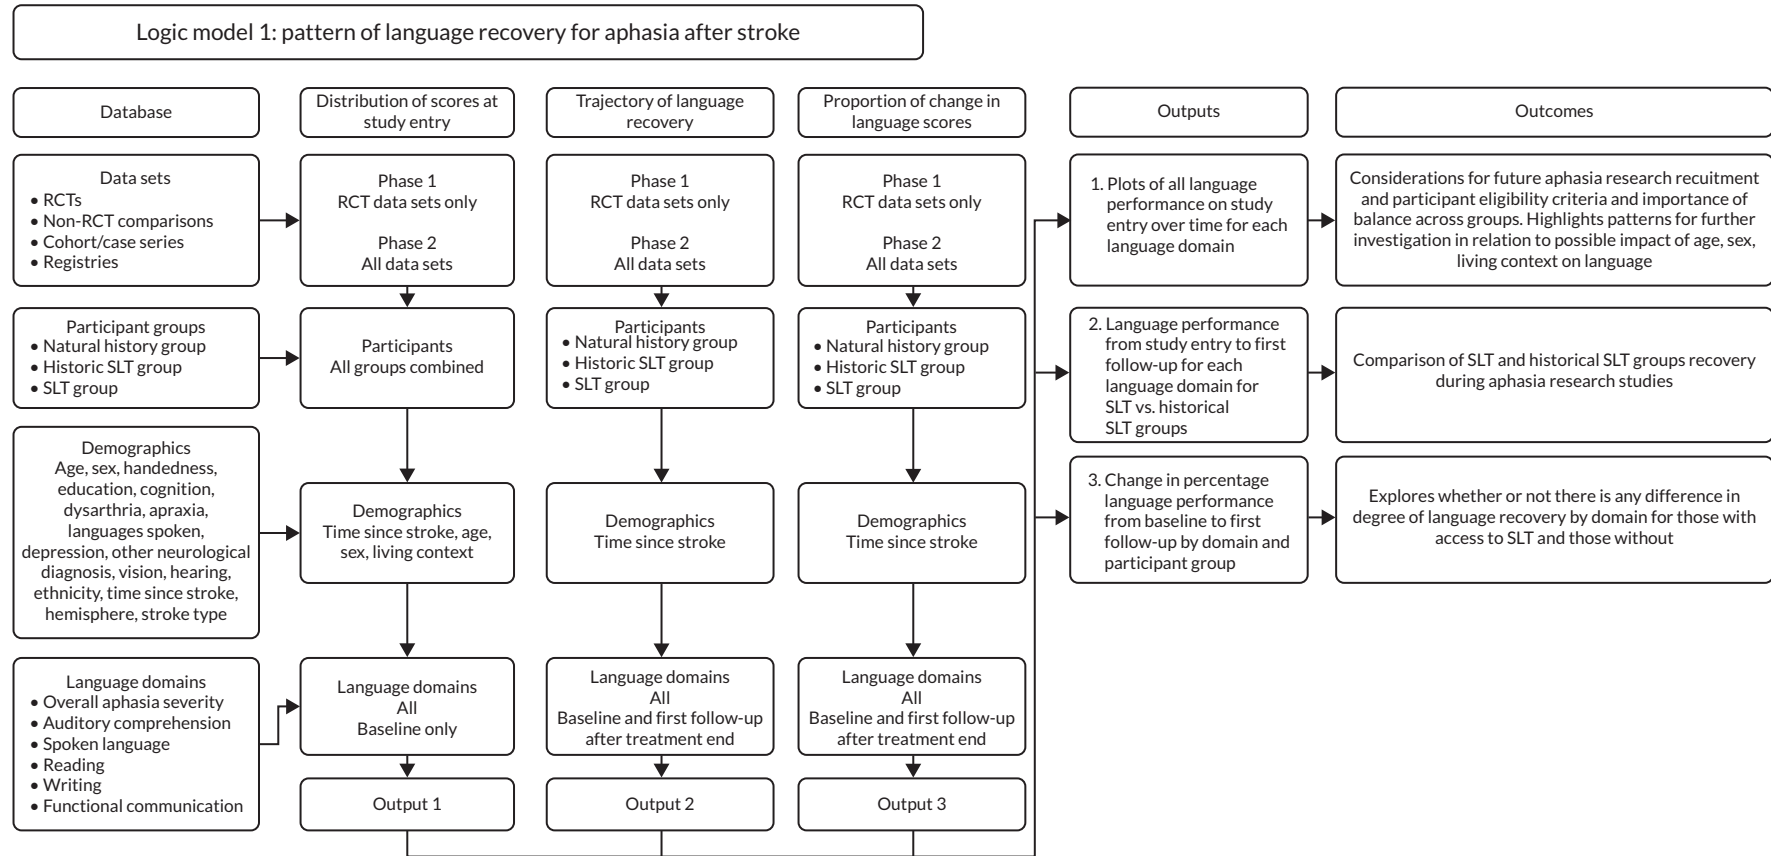 Logic model 1: pattern of language recovery for aphasia after stroke
Database
Data sets
• RCTs
• Non-RCT comparisons
• Cohort/case series
• Registries
Participant groups
• Natural history group
• Historic SLT group
• SLT group
Demographics
Age, sex, handedness,
education, cognition,
dysarthria, apraxia,
languages spoken,
depression, other neurological
diagnosis, vision, hearing,
ethnicity, time since stroke,
hemisphere, stroke type
Language domains
• Overall aphasia severity
• Auditory comprehension
• Spoken language
• Reading
• Writing
• Functional communication
Distribution of scores at
study entry
Phase 1
RCT data sets only
Phase 2
All data sets
Participants
All groups combined
Demographics
Time since stroke, age,
sex, living context
Language domains
All
Baseline only
Output 1
Trajectory of language
recovery
Phase 1
RCT data sets only
Phase 2
All data sets
Participants
• Natural history group
• Historic SLT group
• SLT group
Demographics
Time since stroke
Language domains
All
Baseline and first follow-up
after treatment end
Output 2
Proportion of change in
language scores
Phase 1
RCT data sets only
Phase 2
All data sets
Participants
• Natural history group
• Historic SLT group
• SLT group
Demographics
Time since stroke
Language domains
All
Baseline and first follow-up
after treatment end
Output 3
Outputs
1. Plots of all language
performance on study
entry over time for each
language domain
2. Language performance
from study entry to first
follow-up for each
language domain for
SLT vs. historical
SLT groups
3. Change in percentage
language performance
from baseline to first
follow-up by domain and
participant group
Outcomes
Considerations for future aphasia research recuitment
and participant eligibility criteria and importance of
balance across groups. Highlights patterns for further
investigation in relation to possible impact of age, sex,
living context on language
Comparison of SLT and historical SLT groups recovery
during aphasia research studies
Explores whether or not there is any difference in
degree of language recovery by domain for those with
access to SLT and those without